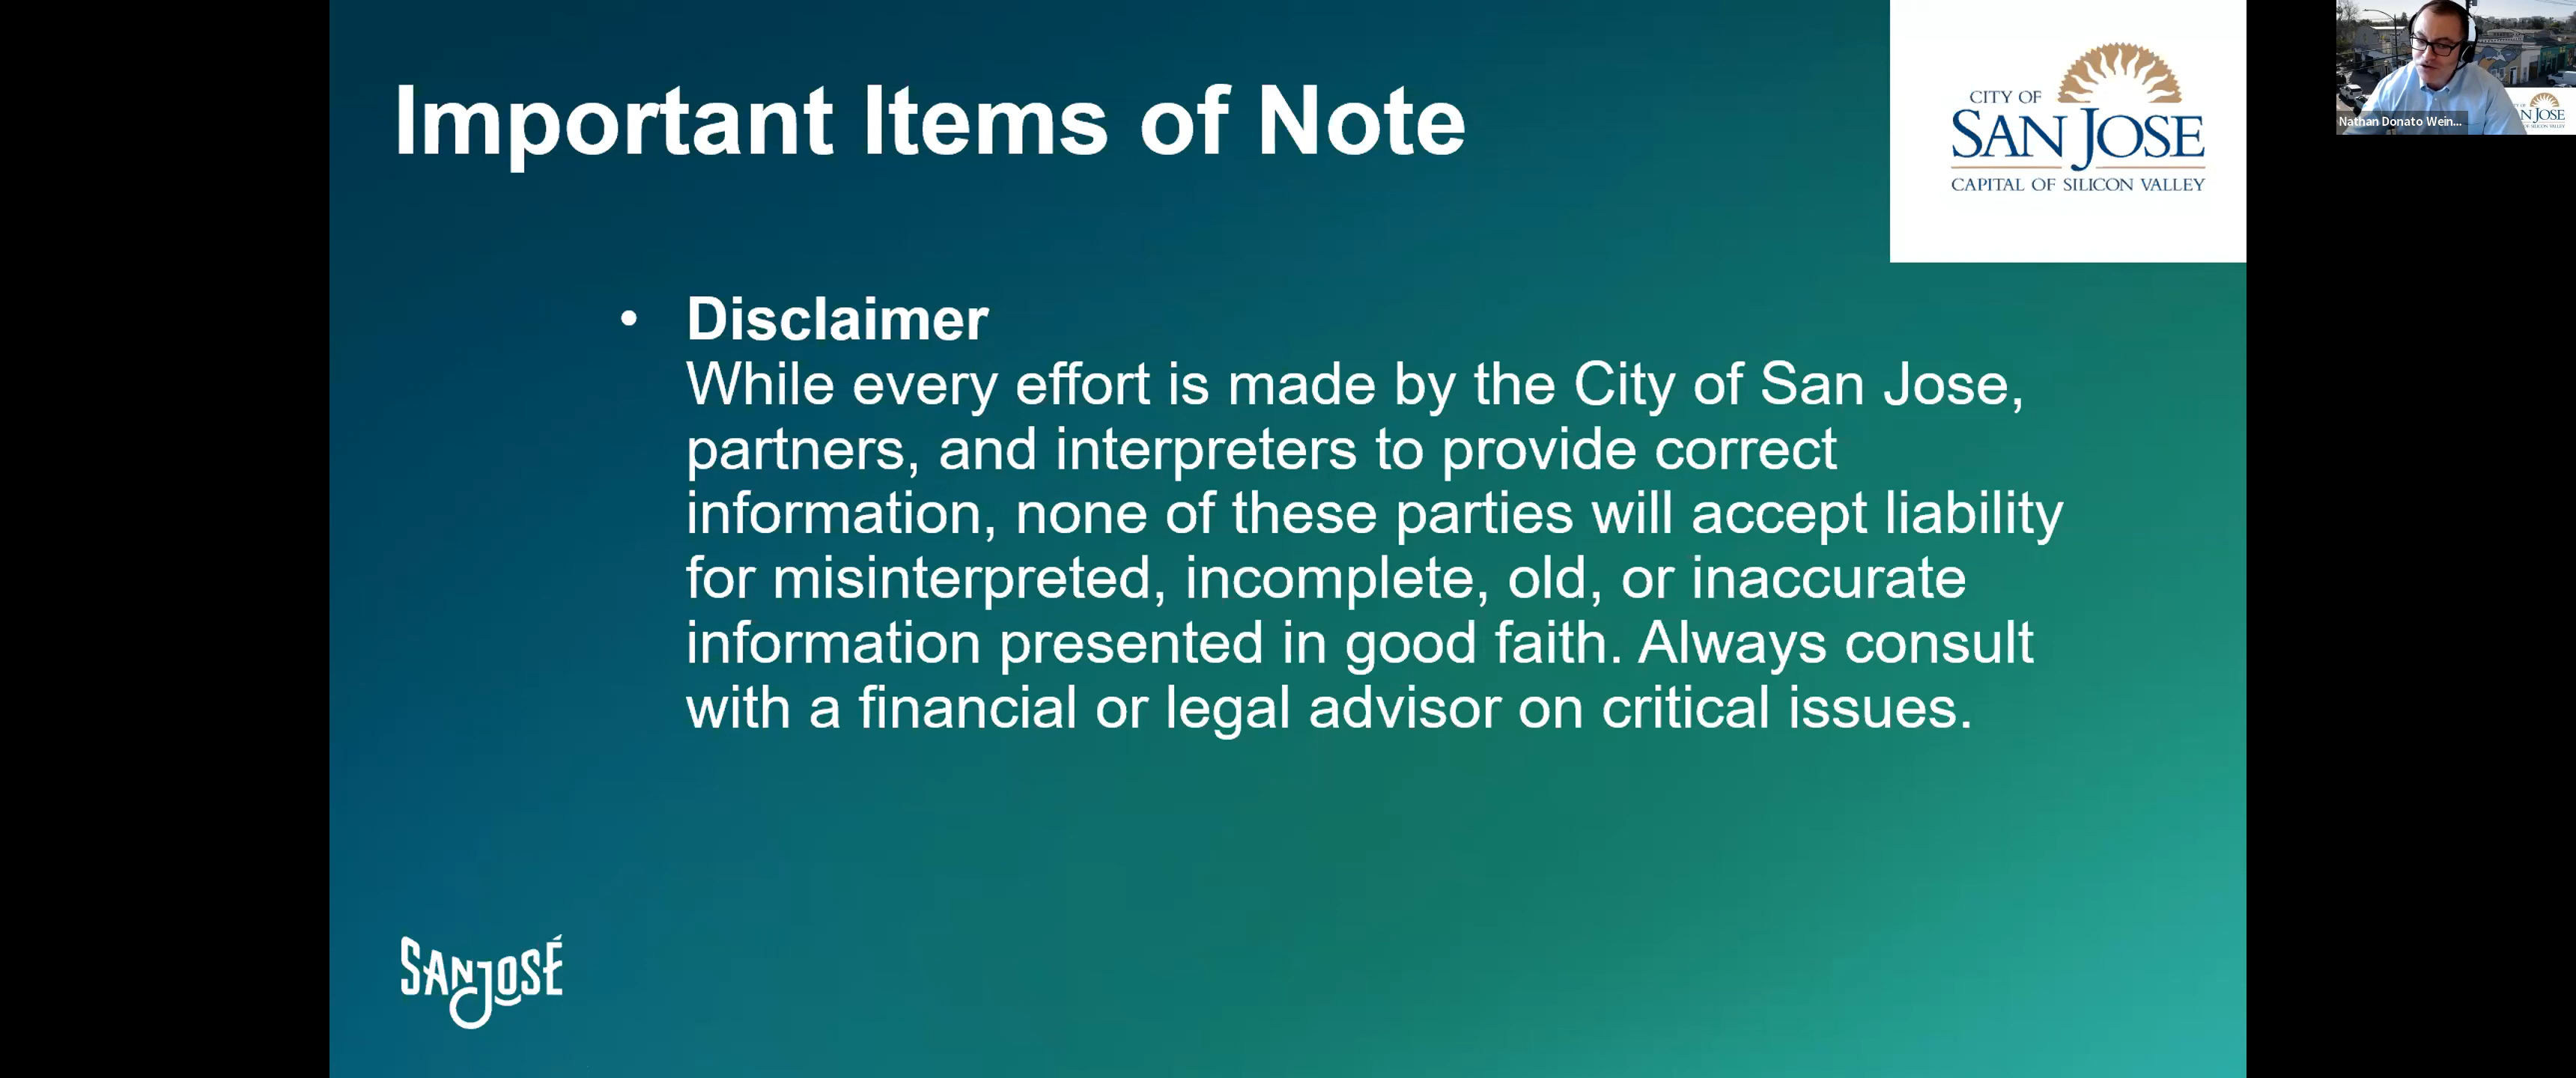 Important Items of Note
CITY OF
SAN JOSE
CAPITAL OF SILICON VALLEY
Nathan Donato Wein...
N JOSE
• Disclaimer
While every effort is made by the City of San Jose,
partners, and interpreters to provide correct
information, none of these parties will accept liability
for misinterpreted, incomplete, old, or inaccurate
information presented in good faith. Always consult
with a financial or legal advisor on critical issues.
SAN JOSÉ